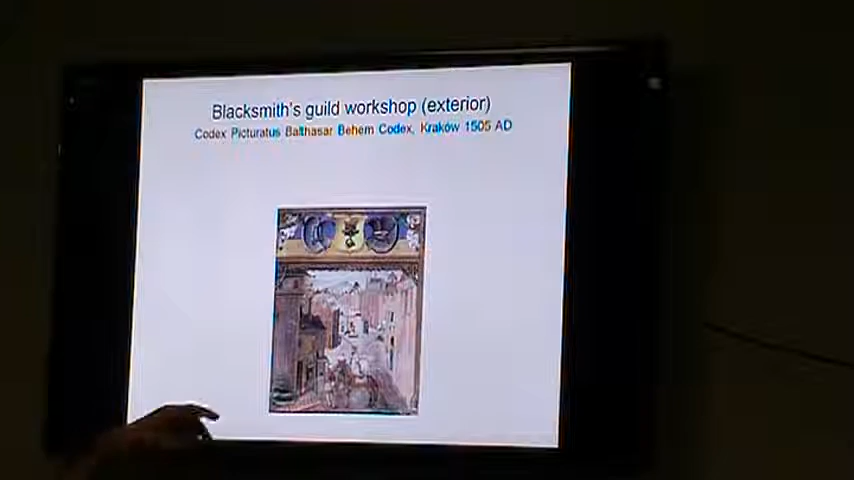 Blacksmith's guild workshop (exterior)
Codex Picturatus Balthasar Behem Codex, Kraków 1505 AD